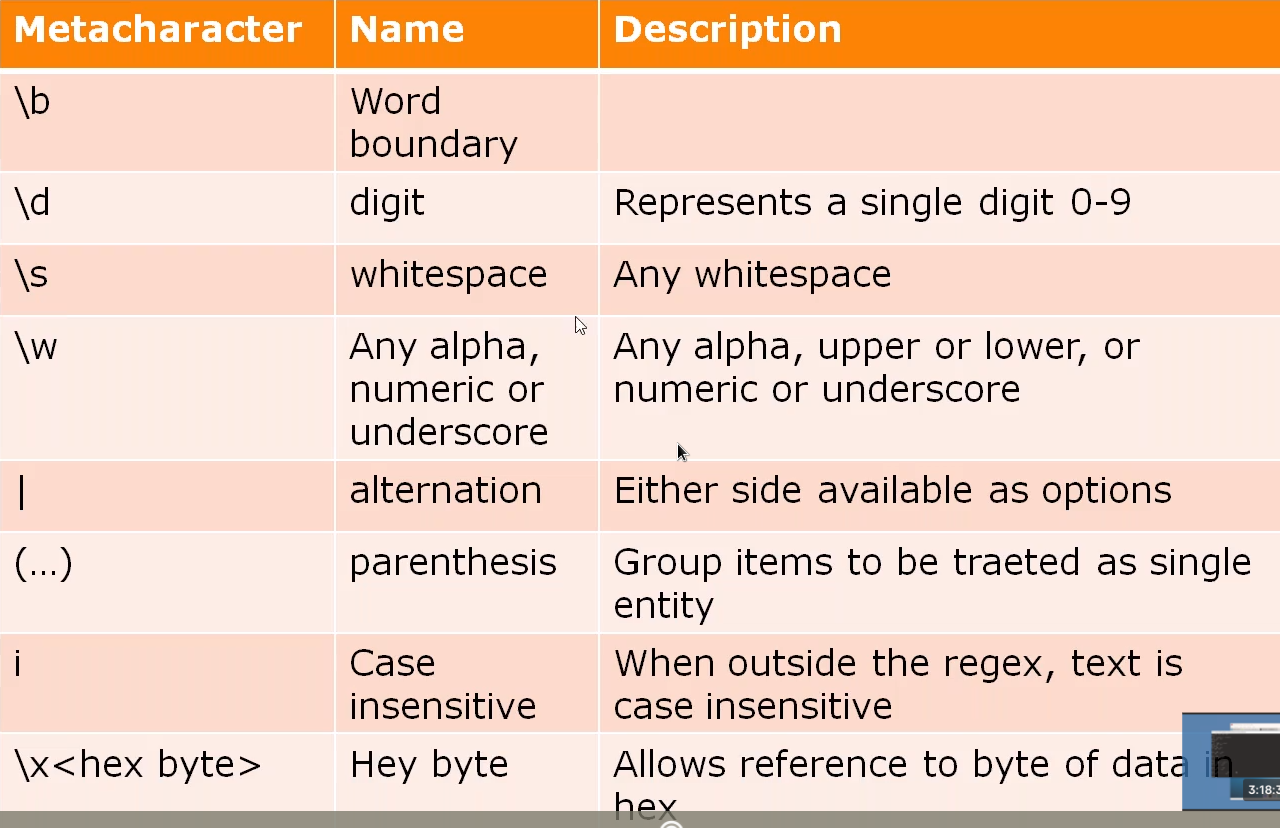 Metacharacter Name Description
\b Word
boundary
\d digit Represents a single digit 0-9
\s whitespace Any whitespace
\w Any alpha, Any alpha, upper or lower, or
numeric or numeric or underscore
underscore
| alternation Either side available as options
(…) parenthesis Group items to be traeted as single
entity
i Case When outside the regex, text is
insensitive case insensitive
\x<hex byte> Hey byte Allows reference to byte of data in
hex
3:18:3